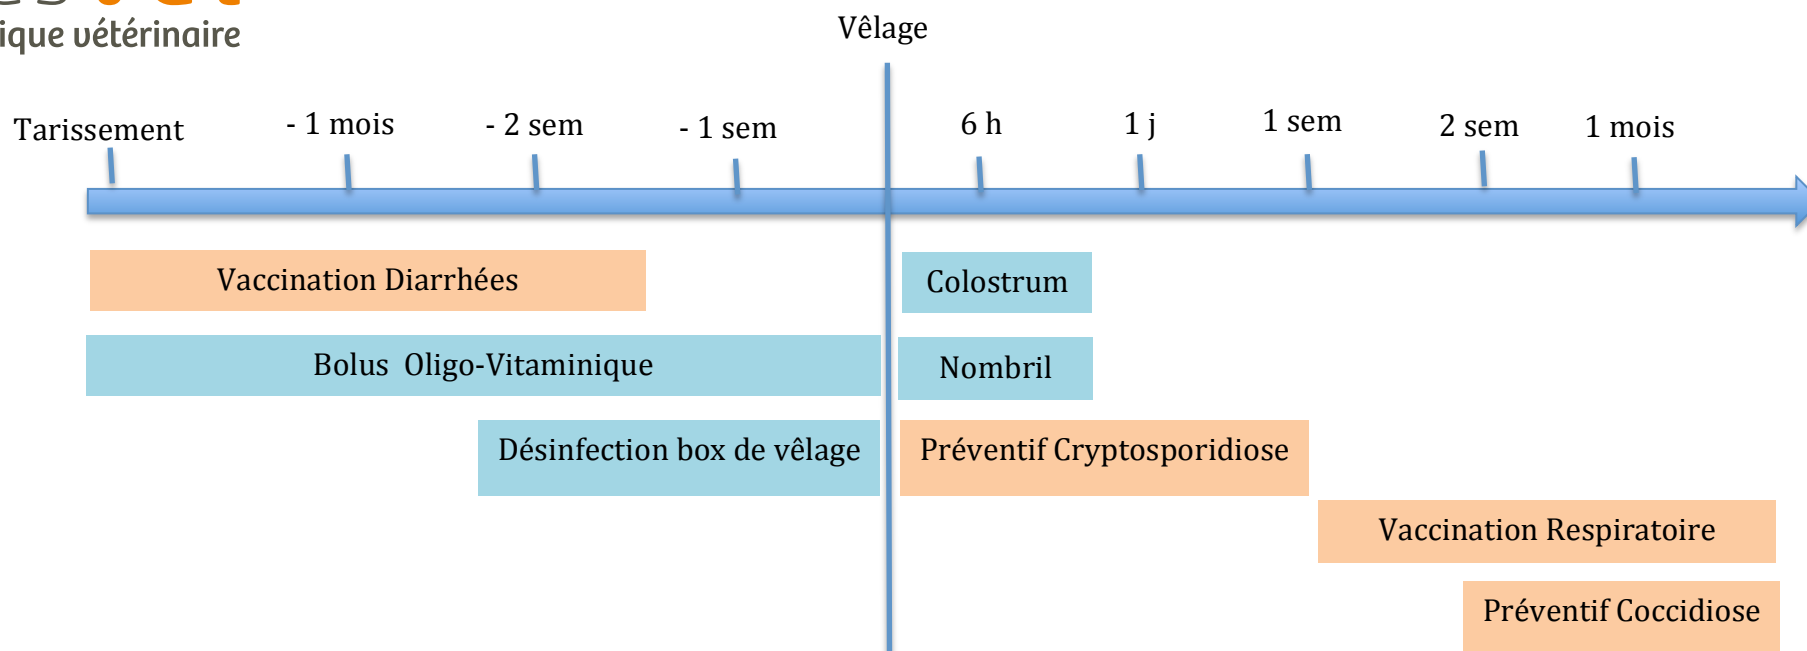 ique vétérinaire
Vêlage
Tarissement
- 1 mois
- 2 sem
- 1 sem
6 h
1 j
1 sem
2 sem
1 mois
Vaccination Diarrhées
Colostrum
Bolus Oligo-Vitaminique
Nombril
Désinfection box de vêlage
Préventif Cryptosporidiose
Vaccination Respiratoire
Préventif Coccidiose